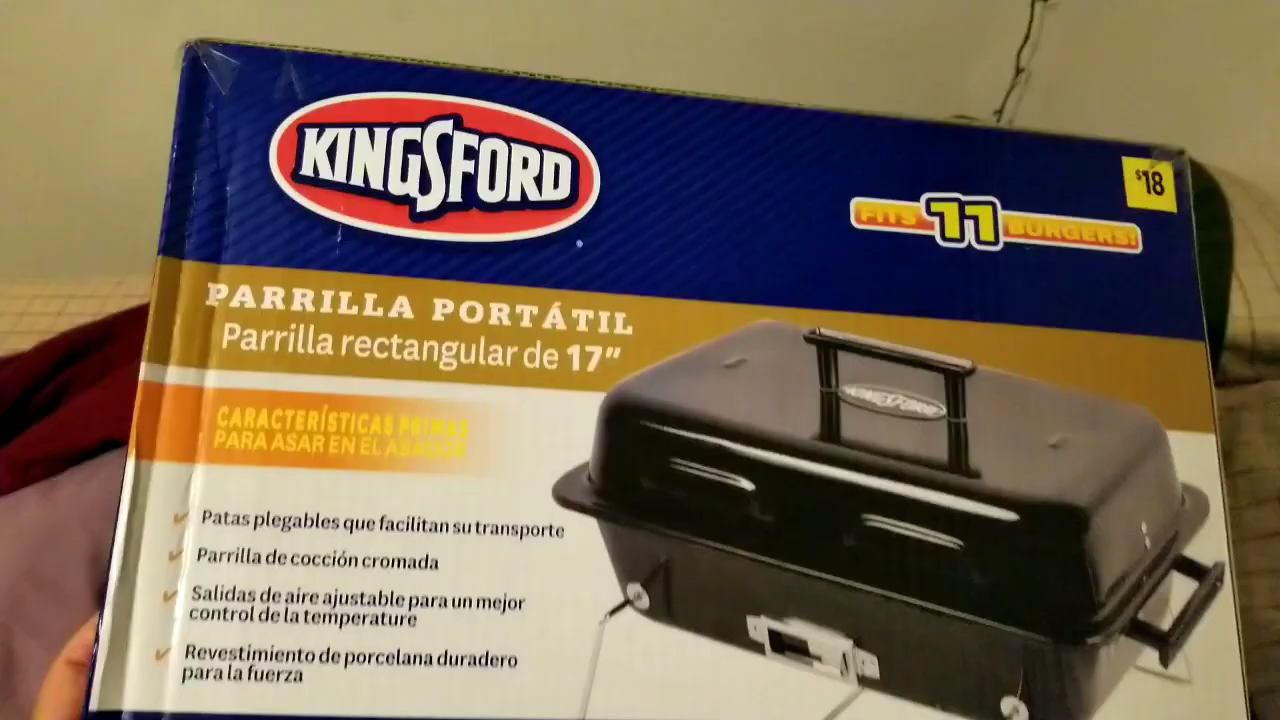 KINGSFORD
$18
FITS 11 BURGERS!
PARRILLA PORTÁTIL
Parrilla rectangular de 17"
KINGSFORD
CARACTERÍSTICAS PRIMAS
PARA ASAR EN EL ASADOR
Patas plegables que facilitan su transporte
Parrilla de cocción cromada
Salidas de aire ajustable para un mejor
control de la temperature
Revestimiento de porcelana duradero
para la fuerza